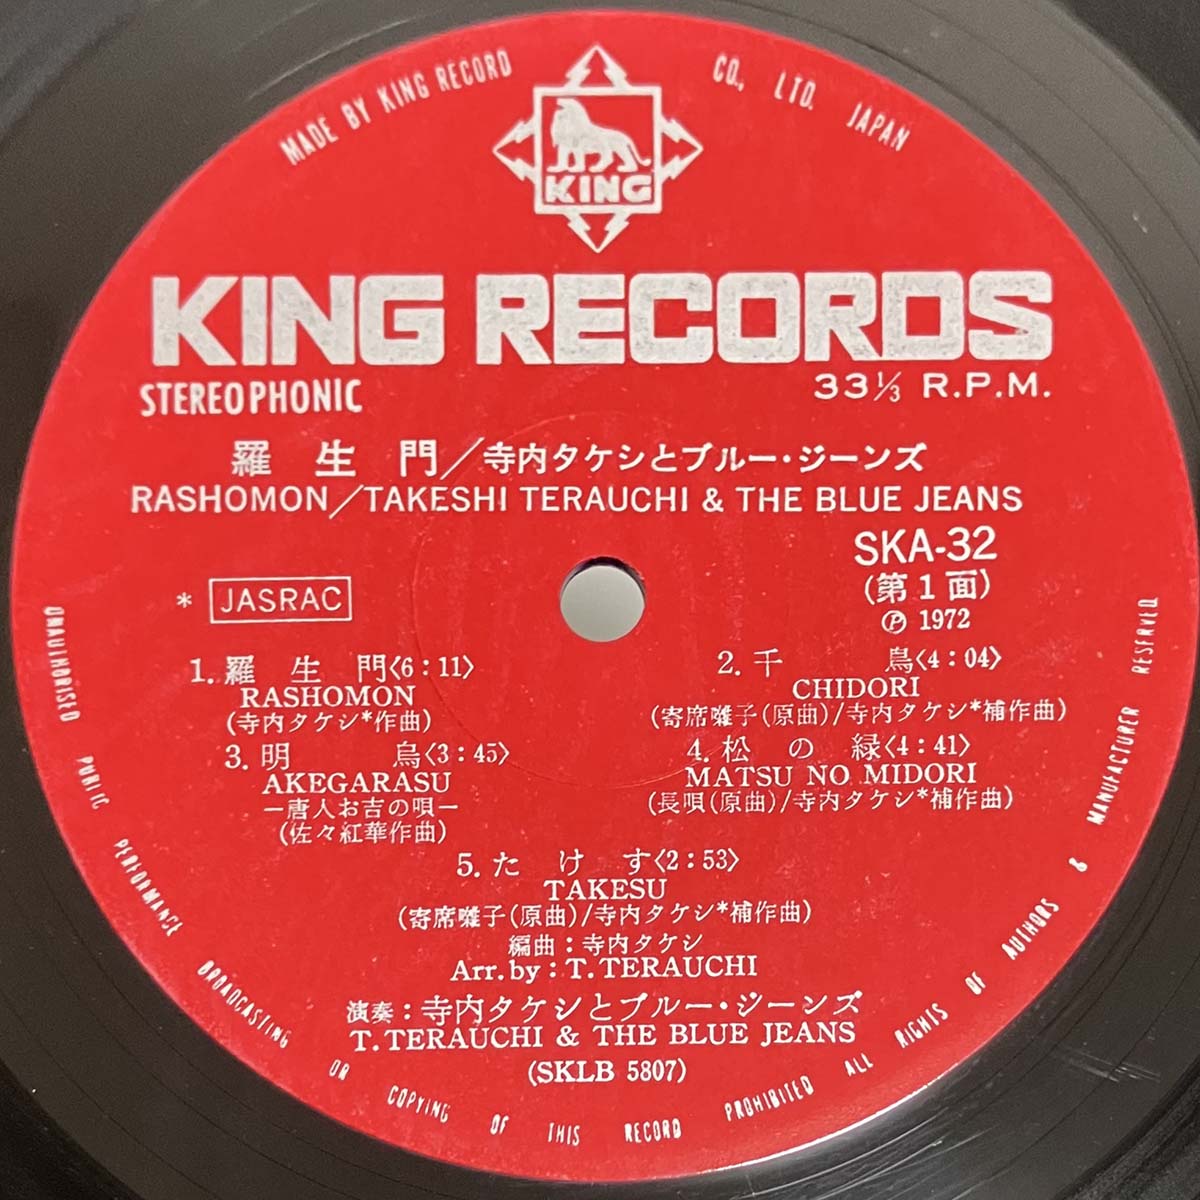 MADE BY KING RECORD CO., LTD. JAPAN
KING
KING RECORDS
STEREOPHONIC
33⅓ R.P.M.
羅生門/寺内タケシとブルー・ジーンズ
RASHOMON/TAKESHI TERAUCHI & THE BLUE JEANS
SKA-32
(第1面)
* JASRAC
Ⓟ 1972
1. 羅生門〈6:11〉
RASHOMON
(寺内タケシ*作曲)
2. 千鳥〈4:04〉
CHIDORI
(寄席囃子(原曲)/寺内タケシ*補作曲)
3. 明烏〈3:45〉
AKEGARASU
ー唐人お吉の唄ー
(佐々紅華作曲)
4. 松の緑〈4:41〉
MATSU NO MIDORI
(長唄(原曲)/寺内タケシ*補作曲)
5. たけす〈2:53〉
TAKESU
(寄席囃子(原曲)/寺内タケシ*補作曲)
編曲:寺内タケシ
Arr. by : T. TERAUCHI
演奏:寺内タケシとブルー・ジーンズ
T. TERAUCHI & THE BLUE JEANS
(SKLB 5807)
UNAUTHORISED PUBLIC PERFORMANCE BROADCASTING OR COPYING OF THIS RECORD PROHIBITED ALL RIGHTS OF AUTHORS & MANUFACTURER RESERVED